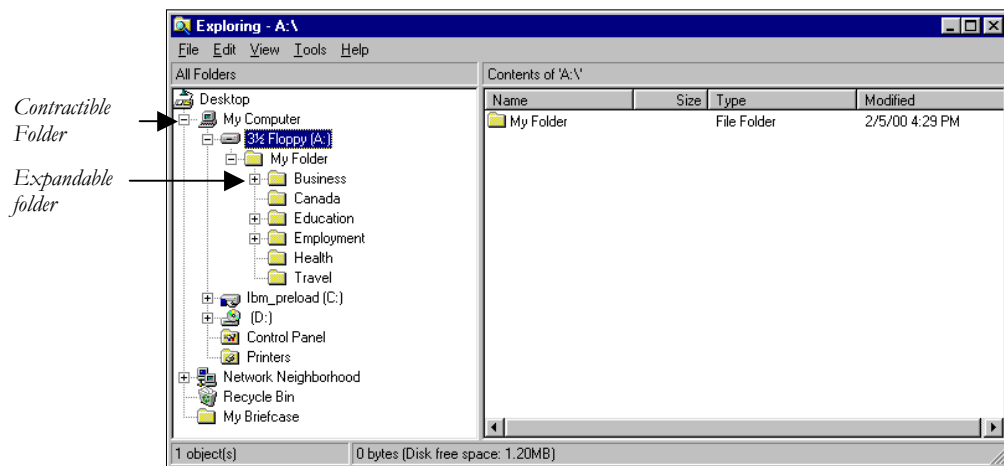 Exploring - A:\
File Edit View Tools Help
All Folders
Contents of 'A:\'
Desktop
My Computer
3½ Floppy (A:)
My Folder
Business
Canada
Education
Employment
Health
Travel
Ibm_preload (C:)
(D:)
Control Panel
Printers
Network Neighborhood
Recycle Bin
My Briefcase
Name Size Type Modified
My Folder File Folder 2/5/00 4:29 PM
1 object(s)
0 bytes (Disk free space: 1.20MB)
Contractible
Folder
Expandable
folder